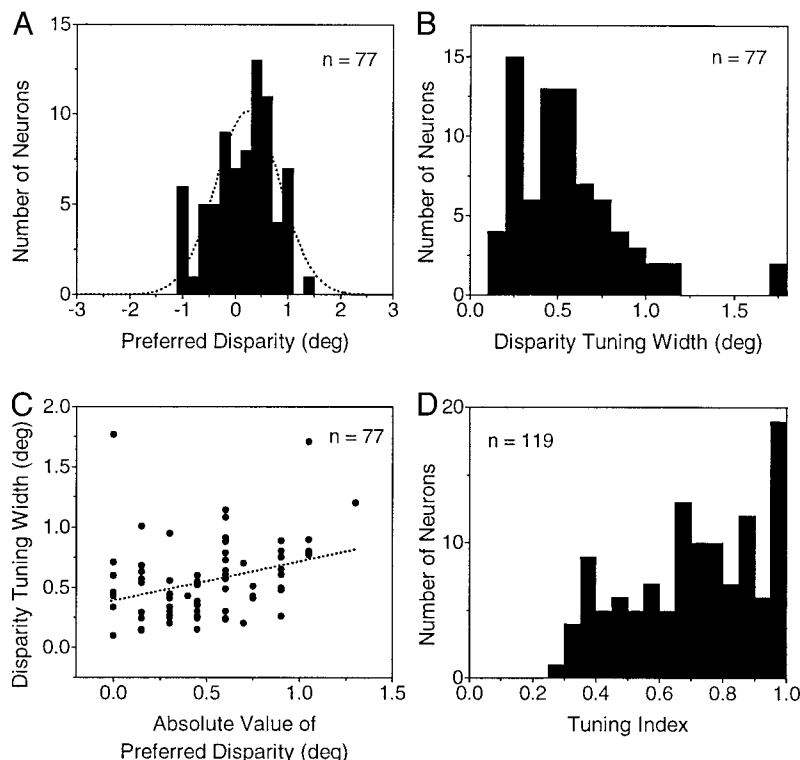 A
15
10
5
0
Number of Neurons
n = 77
-3 -2 -1 0 1 2 3
Preferred Disparity (deg)
B
15
10
5
0
Number of Neurons
n = 77
0.0 0.5 1.0 1.5
Disparity Tuning Width (deg)
C
2.0
1.5
1.0
0.5
0.0
Disparity Tuning Width (deg)
n = 77
0.0 0.5 1.0 1.5
Absolute Value of
Preferred Disparity (deg)
D
20
10
0
Number of Neurons
n = 119
0.0 0.2 0.4 0.6 0.8 1.0
Tuning Index